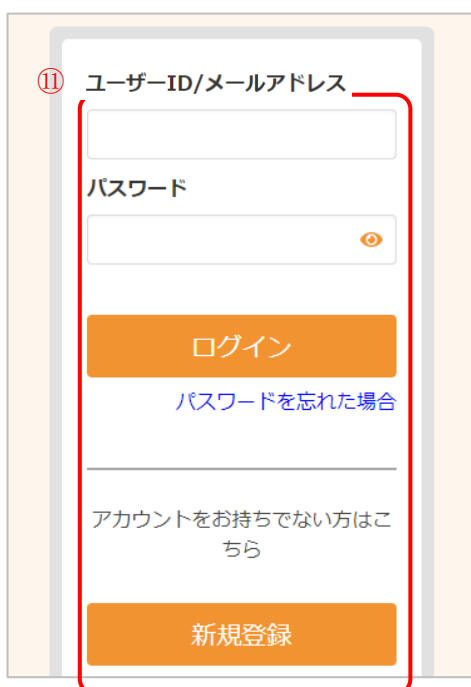 ⑪
ユーザーID/メールアドレス
パスワード
ログイン
パスワードを忘れた場合
アカウントをお持ちでない方はこ
ちら
新規登録